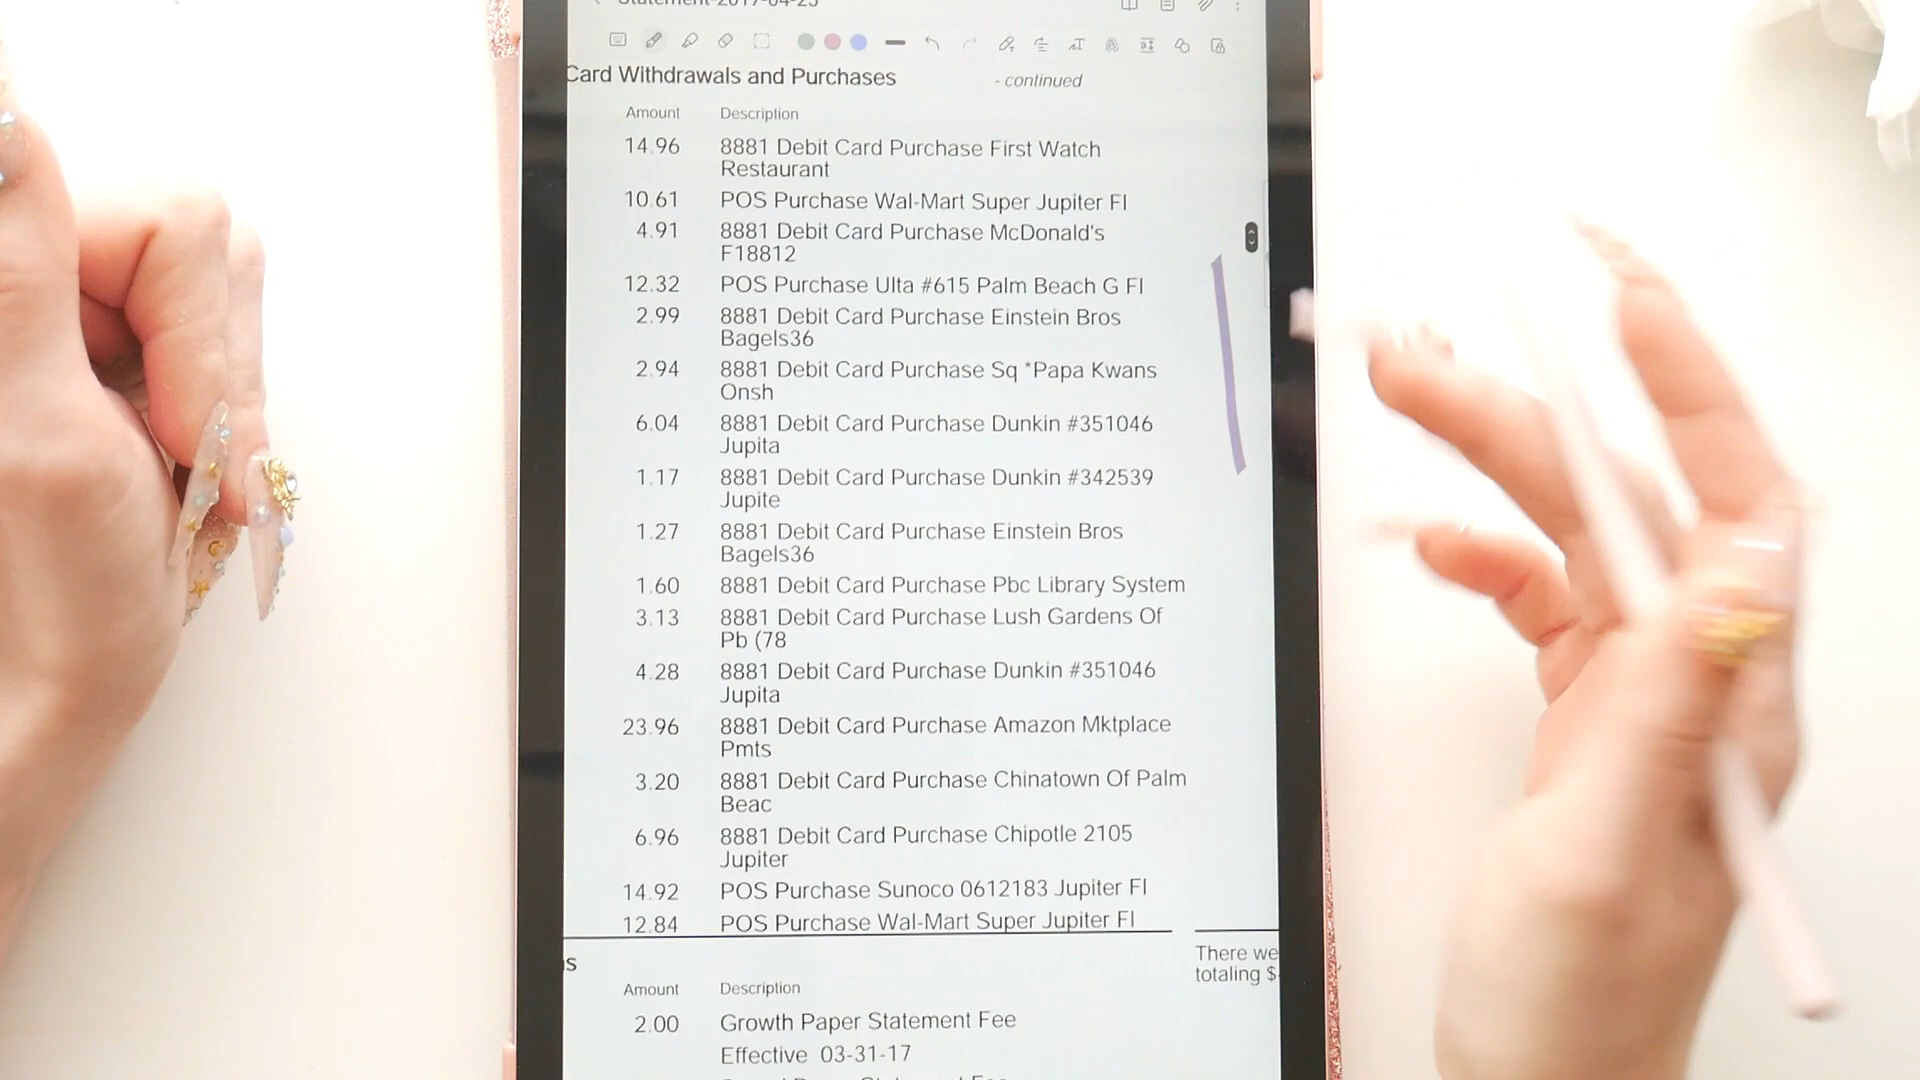 Statement-2017-04-25
Card Withdrawals and Purchases - continued
Amount Description
14.96 8881 Debit Card Purchase First Watch
Restaurant
10.61 POS Purchase Wal-Mart Super Jupiter Fl
4.91 8881 Debit Card Purchase McDonald's
F18812
12.32 POS Purchase Ulta #615 Palm Beach G Fl
2.99 8881 Debit Card Purchase Einstein Bros
Bagels36
2.94 8881 Debit Card Purchase Sq *Papa Kwans
Onsh
6.04 8881 Debit Card Purchase Dunkin #351046
Jupita
1.17 8881 Debit Card Purchase Dunkin #342539
Jupite
1.27 8881 Debit Card Purchase Einstein Bros
Bagels36
1.60 8881 Debit Card Purchase Pbc Library System
3.13 8881 Debit Card Purchase Lush Gardens Of
Pb (78
4.28 8881 Debit Card Purchase Dunkin #351046
Jupita
23.96 8881 Debit Card Purchase Amazon Mktplace
Pmts
3.20 8881 Debit Card Purchase Chinatown Of Palm
Beac
6.96 8881 Debit Card Purchase Chipotle 2105
Jupiter
14.92 POS Purchase Sunoco 0612183 Jupiter Fl
12.84 POS Purchase Wal-Mart Super Jupiter Fl
There we
totaling $
s
Amount Description
2.00 Growth Paper Statement Fee
Effective 03-31-17